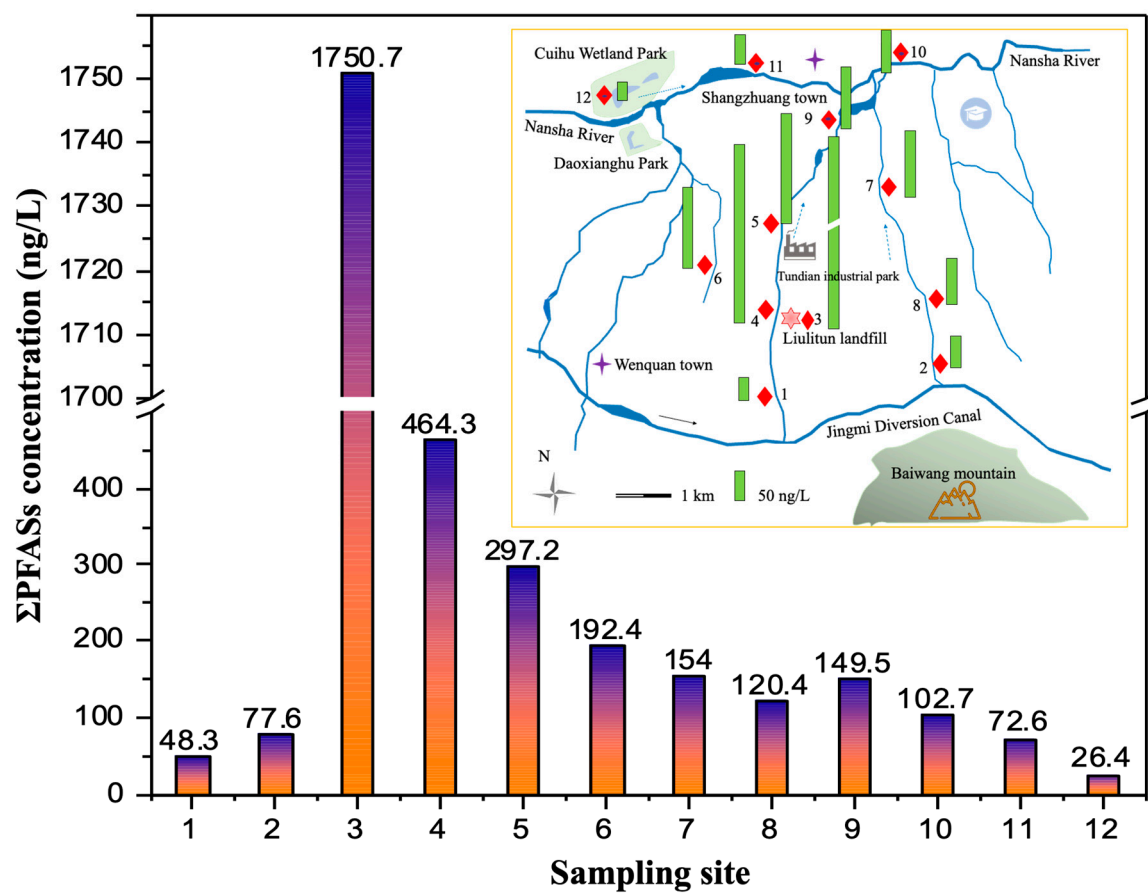 ΣPFASs concentration (ng/L)
1750
1740
1730
1720
1710
1700
400
300
200
100
0
48.3
77.6
1750.7
464.3
297.2
192.4
154
120.4
149.5
102.7
72.6
26.4
1 2 3 4 5 6 7 8 9 10 11 12
Sampling site
Cuihu Wetland Park
11
10
Nansha River
12
Shangzhuang town
9
Nansha River
Daoxianghu Park
7
5
6
Tundian industrial park
8
4
3
Liulitun landfill
Wenquan town
2
1
Jingmi Diversion Canal
N
1 km
50 ng/L
Baiwang mountain